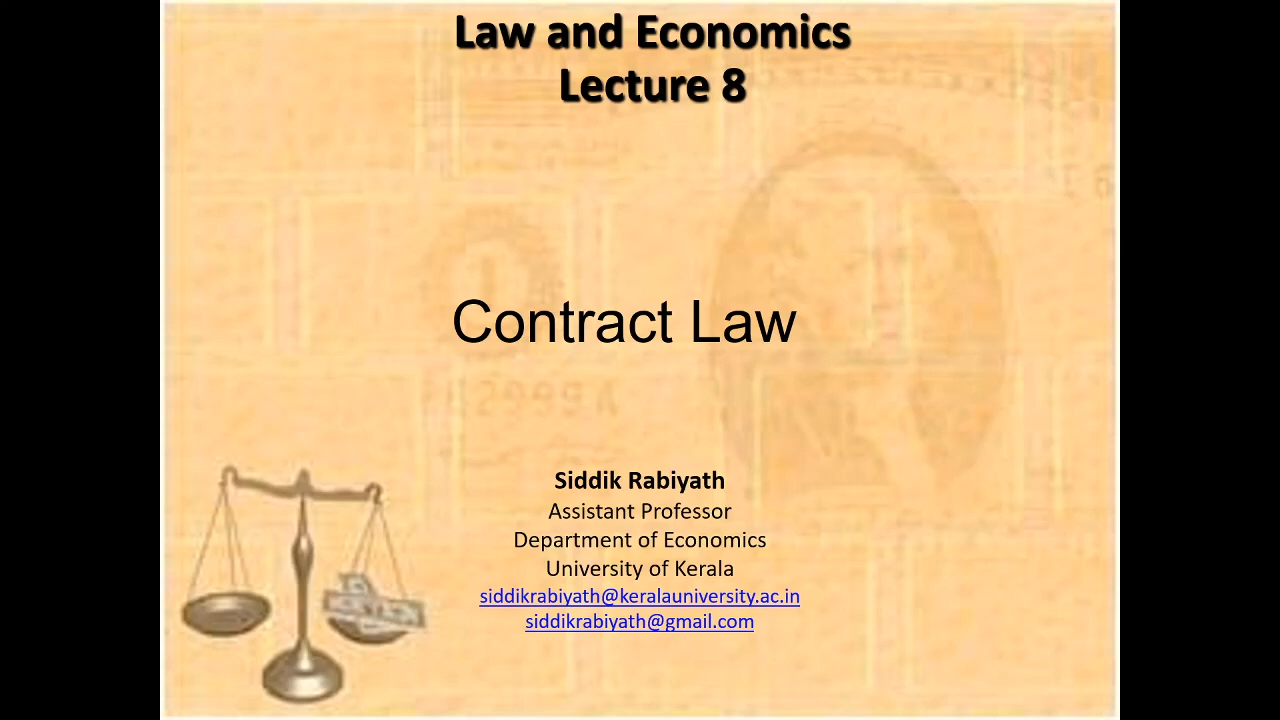 Law and Economics
Lecture 8
Contract Law
Siddik Rabiyath
Assistant Professor
Department of Economics
University of Kerala
siddikrabiyath@keralauniversity.ac.in
siddikrabiyath@gmail.com